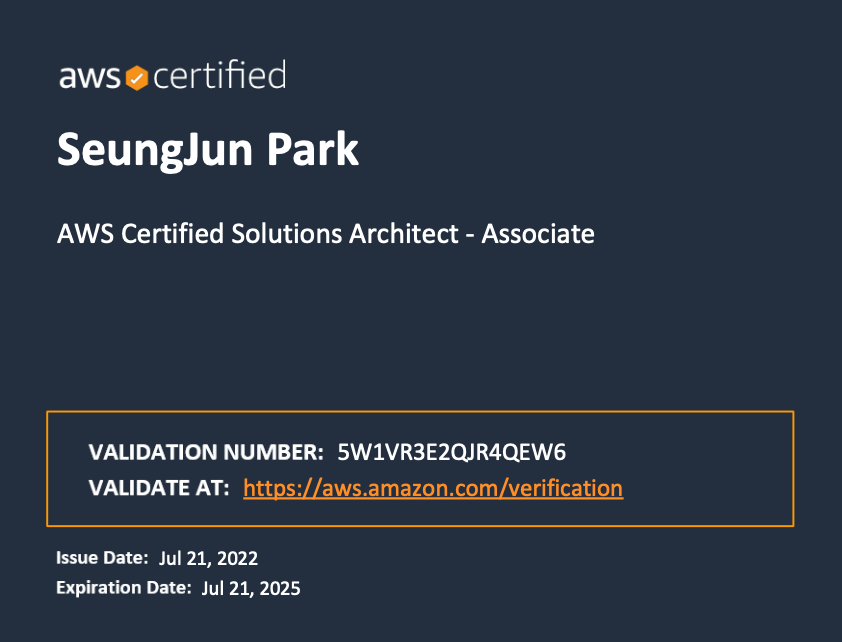 aws certified
SeungJun Park
AWS Certified Solutions Architect - Associate
VALIDATION NUMBER: 5W1VR3E2QJR4QEW6
VALIDATE AT: https://aws.amazon.com/verification
Issue Date: Jul 21, 2022
Expiration Date: Jul 21, 2025